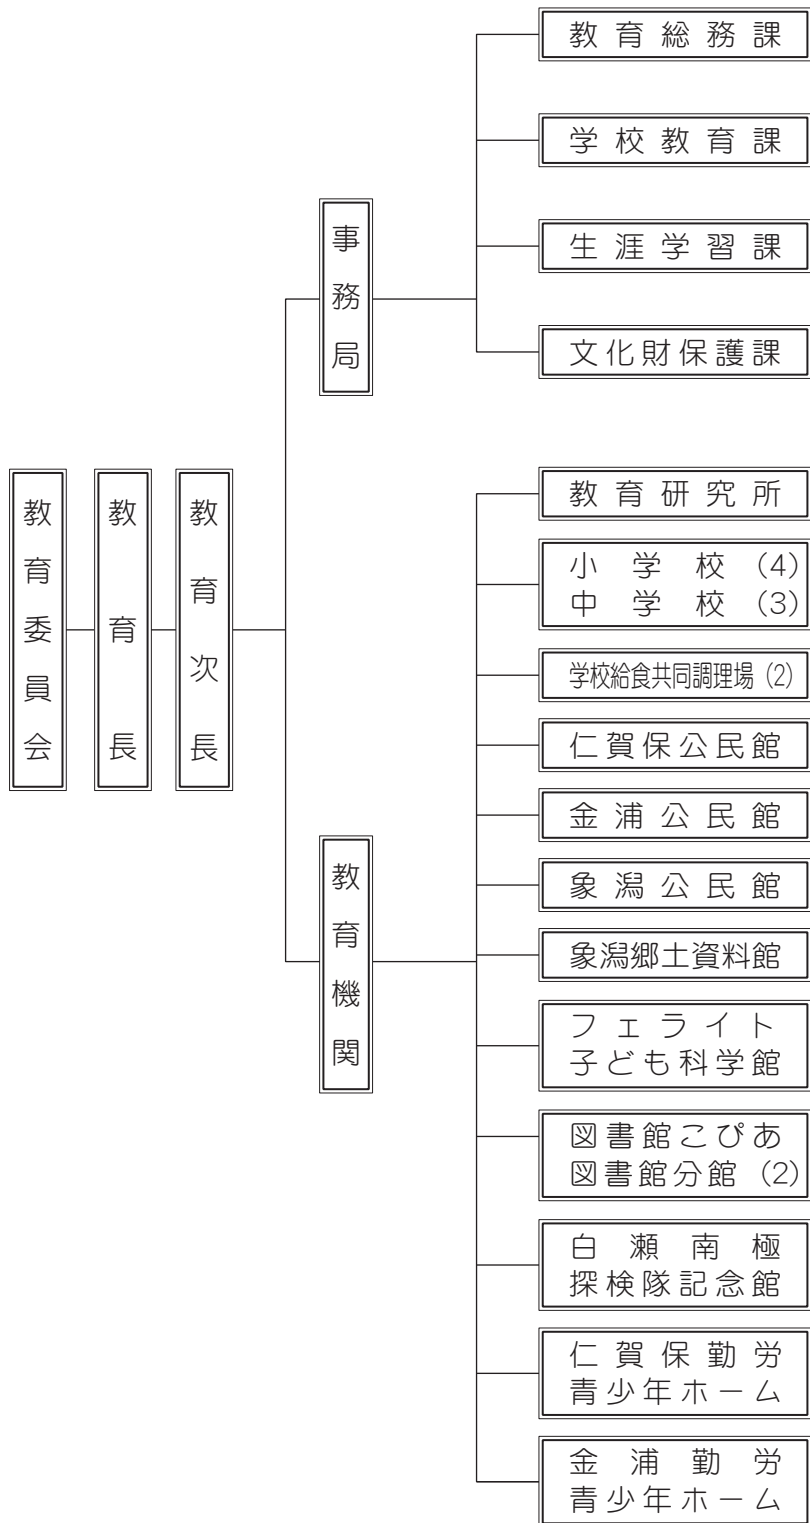 教育委員会
教育長
教育次長
事務局
教育総務課
学校教育課
生涯学習課
文化財保護課
教育機関
教育研究所
小学校 (4)
中学校 (3)
学校給食共同調理場 (2)
仁賀保公民館
金浦公民館
象潟公民館
象潟郷土資料館
フェライト
子ども科学館
図書館こぴあ
図書館分館 (2)
白瀬南極
探検隊記念館
仁賀保勤労
青少年ホーム
金浦勤労
青少年ホーム